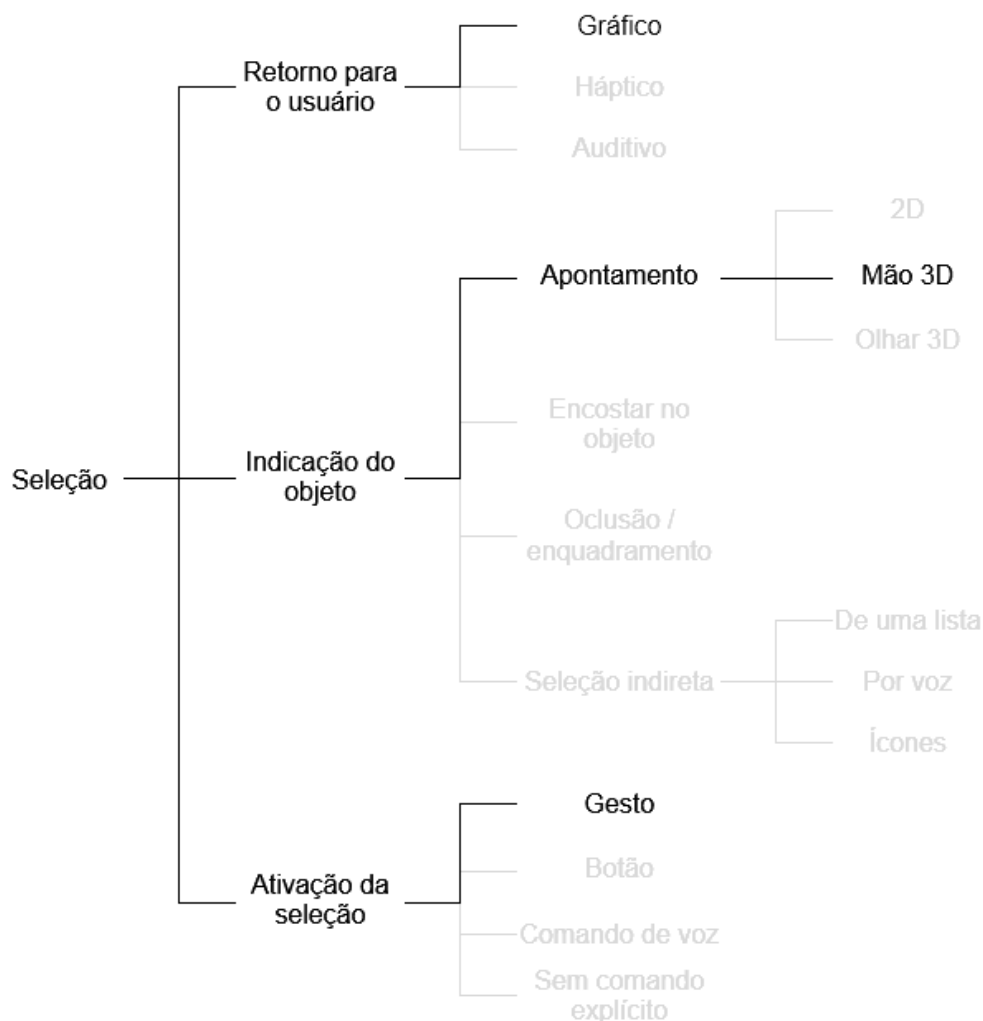 Gráfico
Retorno para
o usuário
Háptico
Auditivo
2D
Apontamento
Mão 3D
Olhar 3D
Encostar no
objeto
Seleção
Indicação do
objeto
Oclusão /
enquadramento
De uma lista
Seleção indireta
Por voz
Ícones
Gesto
Botão
Ativação da
seleção
Comando de voz
Sem comando
explícito